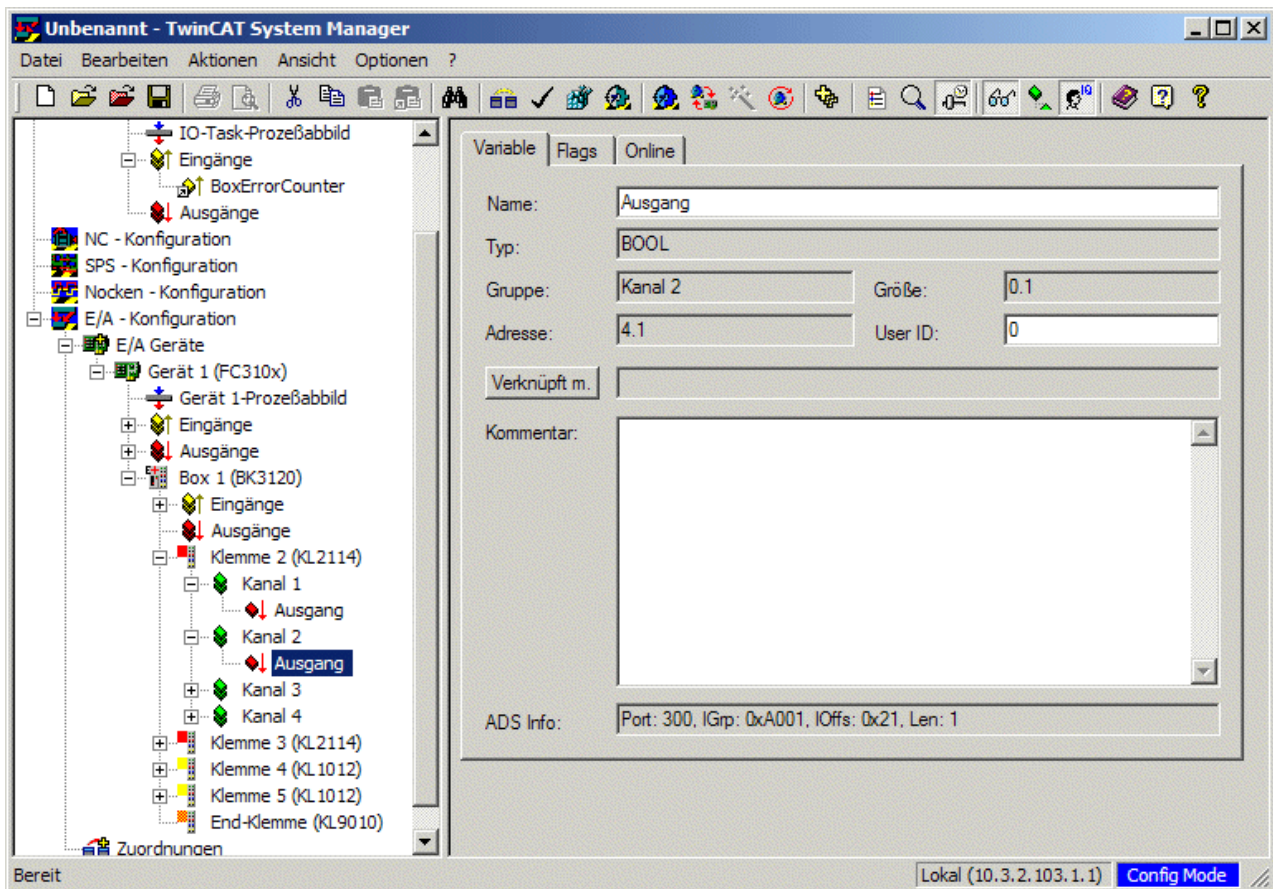 Unbenannt - TwinCAT System Manager
Datei Bearbeiten Aktionen Ansicht Optionen ?
IO-Task-Prozeßabbild
Eingänge
BoxErrorCounter
Ausgänge
NC - Konfiguration
SPS - Konfiguration
Nocken - Konfiguration
E/A - Konfiguration
E/A Geräte
Gerät 1 (FC310x)
Gerät 1-Prozeßabbild
Eingänge
Ausgänge
Box 1 (BK3120)
Eingänge
Ausgänge
Klemme 2 (KL2114)
Kanal 1
Ausgang
Kanal 2
Ausgang
Kanal 3
Kanal 4
Klemme 3 (KL2114)
Klemme 4 (KL1012)
Klemme 5 (KL1012)
End-Klemme (KL9010)
Zuordnungen
Variable Flags Online
Name: Ausgang
Typ: BOOL
Gruppe: Kanal 2 Größe: 0.1
Adresse: 4.1 User ID: 0
Verknüpft m.
Kommentar:
ADS Info: Port: 300, IGrp: 0xA001, IOffs: 0x21, Len: 1
Bereit Lokal (10.3.2.103.1.1) Config Mode